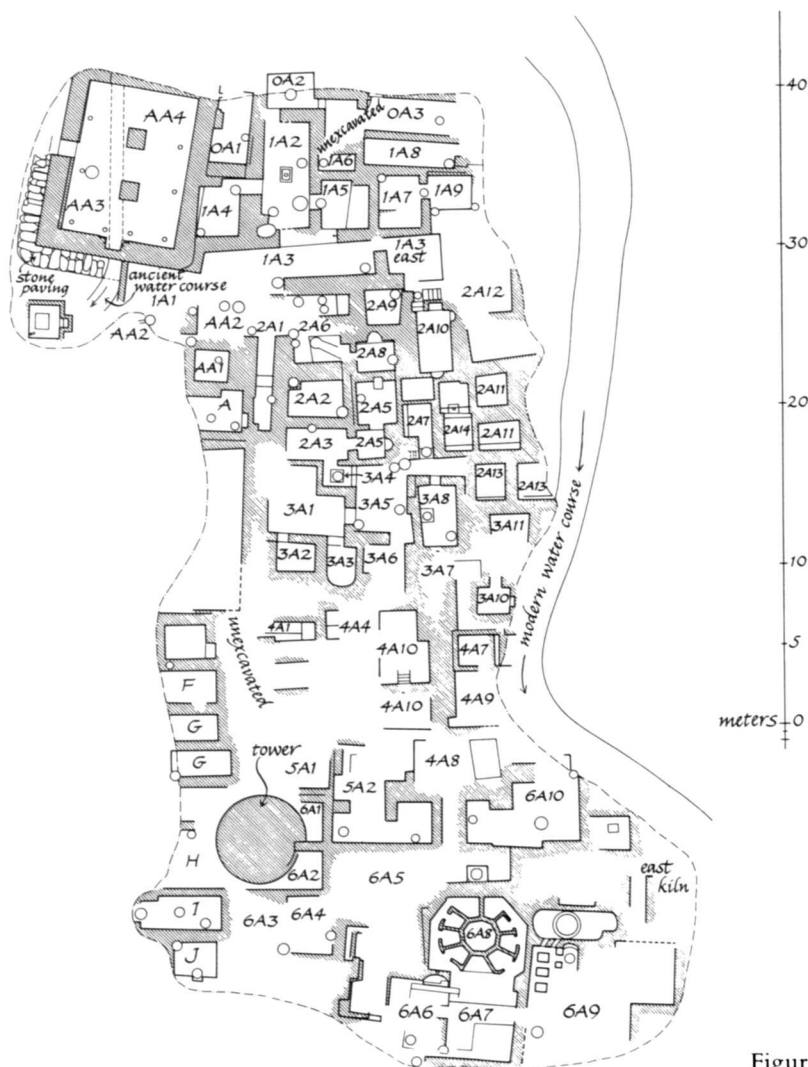 40
0A2
AA4
0A1
1A2
unexcavated
0A3
1A6
1A8
AA3
1A4
1A5
1A7
1A9
30
1A3
1A3
east
stone
paving
ancient
water course
1A1
2A12
AA2
AA2
2A1
2A6
2A9
2A10
2A8
AA1
A
2A2
2A5
2A11
20
2A7
2A14
2A11
2A3
2A5
3A4
2A13
2A13
3A1
3A5
3A8
3A11
modern water course
10
3A2
3A3
3A6
3A7
3A10
4A1
4A4
4A10
4A7
5
unexcavated
F
4A9
4A10
meters
0
G
G
tower
5A1
5A2
4A8
6A10
6A1
H
6A2
6A5
east
kiln
I
6A3
6A4
6A8
J
6A6
6A7
6A9
Figur